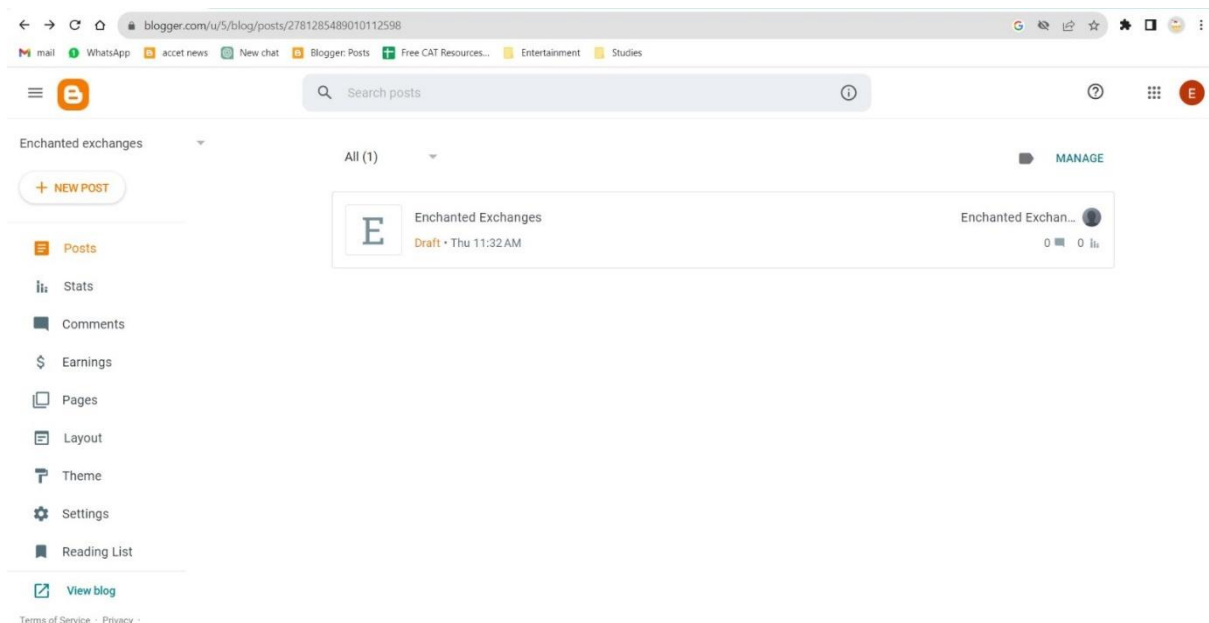 blogger.com/u/5/blog/posts/2781285489010112598
mail WhatsApp accet news New chat Blogger: Posts Free CAT Resources... Entertainment Studies
Search posts
E
Enchanted exchanges
All (1)
MANAGE
+ NEW POST
E
Enchanted Exchanges
Enchanted Exchan...
Draft • Thu 11:32 AM
0 0
Posts
Stats
Comments
Earnings
Pages
Layout
Theme
Settings
Reading List
View blog
Terms of Service · Privacy ·